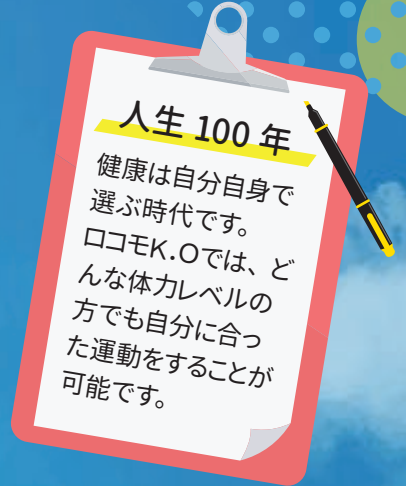 人生 100 年
健康は自分自身で
選ぶ時代です。
ロコモK.Oでは、ど
んな体力レベルの
方でも自分に合っ
た運動をすることが
可能です。